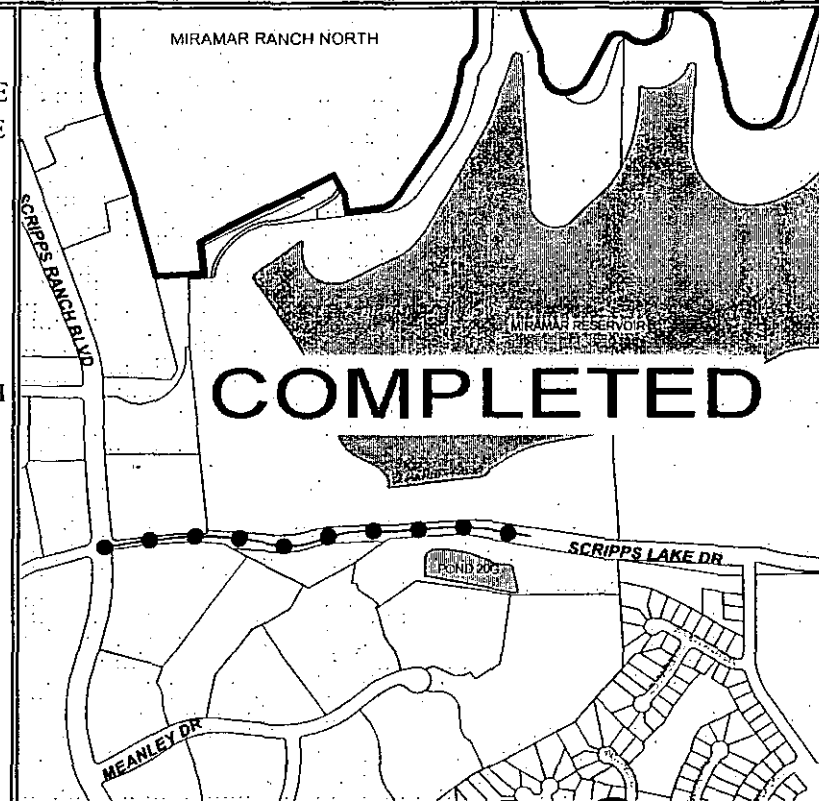 MIRAMAR RANCH NORTH
SCRIPPS RANCH BLVD
MIRAMAR RESERVOIR
COMPLETED
SCRIPPS LAKE DR
POND 20G
MEANLEY DR